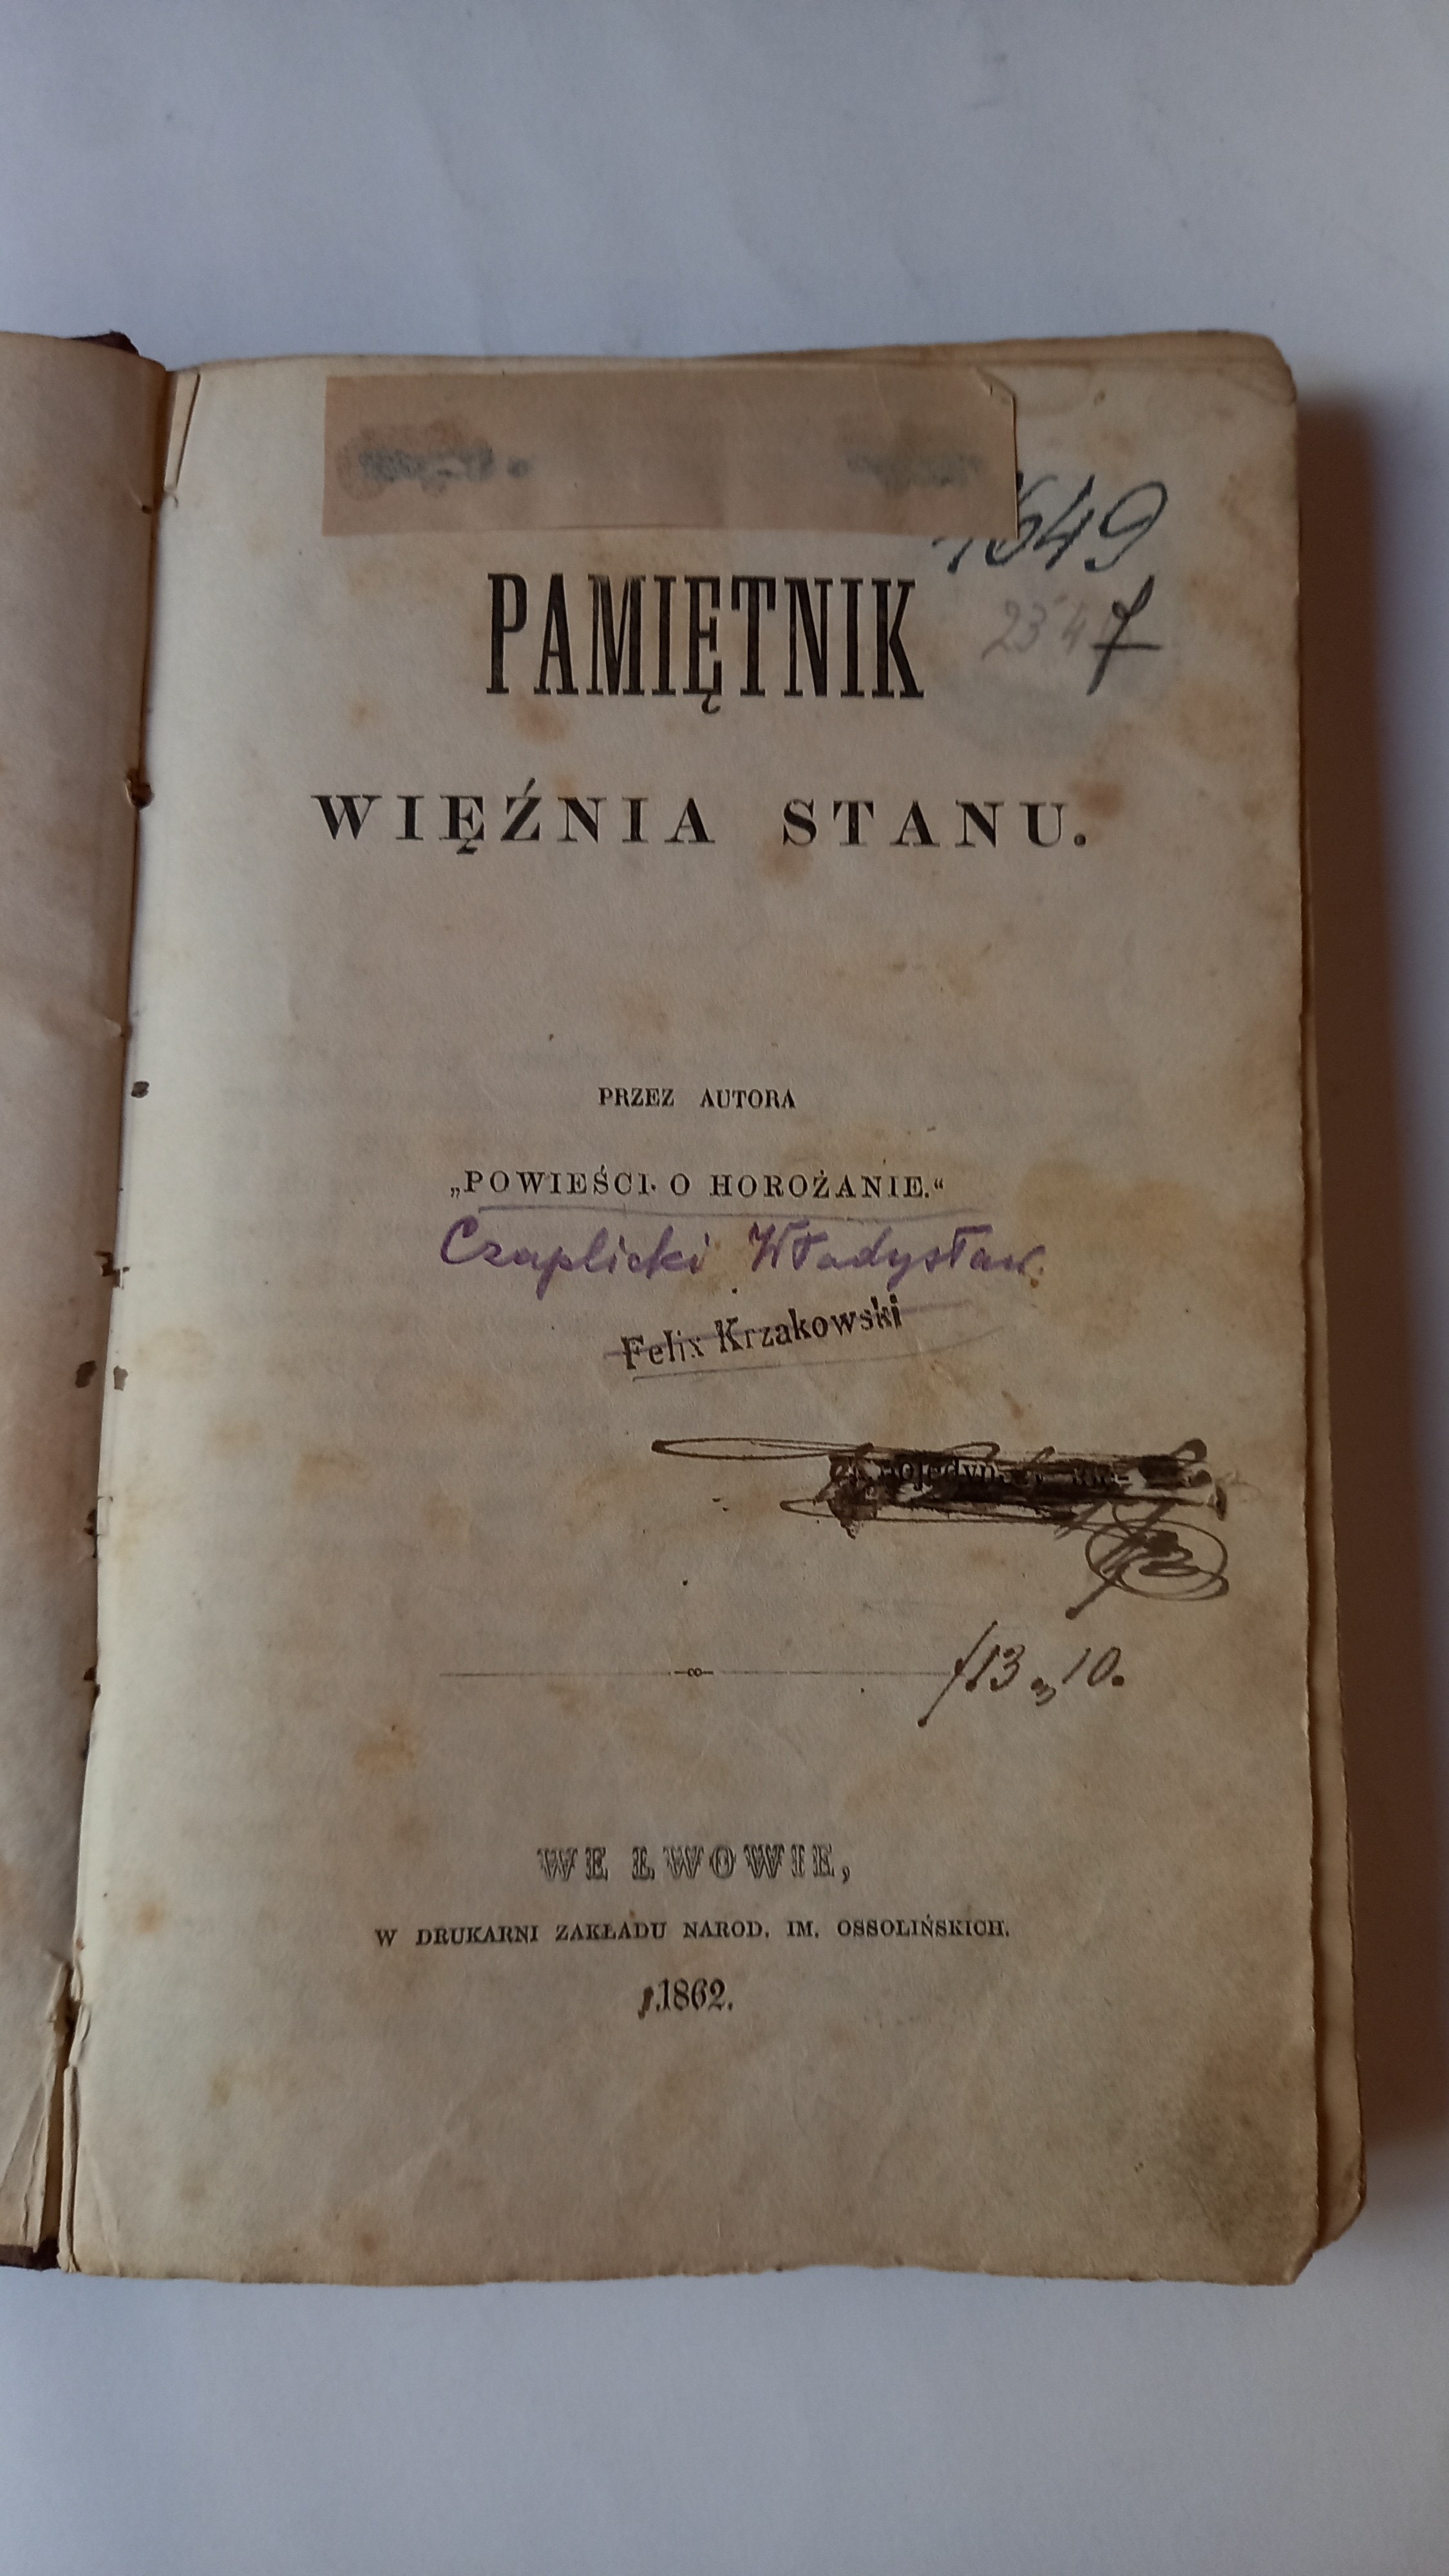 1649
2347
PAMIĘTNIK
WIĘŹNIA STANU.
PRZEZ AUTORA
„POWIEŚCI O HOROŻANIE.“
Czaplicki Władysław.
Felix Krzakowski
f. 13 „ 10.
WE LWOWIE,
W DRUKARNI ZAKŁADU NAROD. IM. OSSOLIŃSKICH.
1862.